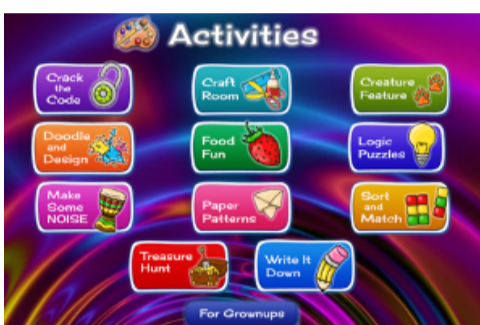 Activities
Crack
the
Code
Craft
Room
Creature
Feature
Doodle
and
Design
Food
Fun
Logic
Puzzles
Make
Some
NOISE
Paper
Patterns
Sort
and
Match
Treasure
Hunt
Write It
Down
For Grownups